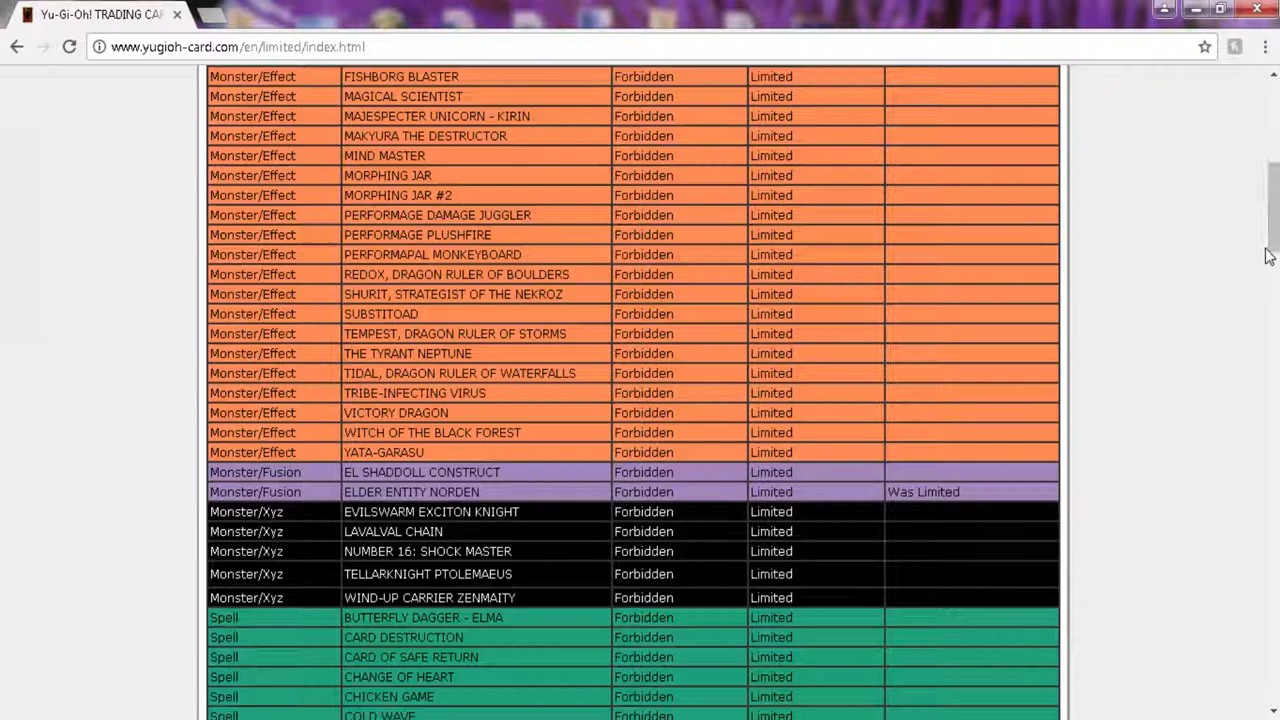 Yu-Gi-Oh! TRADING CAR
www.yugioh-card.com/en/limited/index.html
Monster/Effect FISHBORG BLASTER Forbidden Limited
Monster/Effect MAGICAL SCIENTIST Forbidden Limited
Monster/Effect MAJESPECTER UNICORN - KIRIN Forbidden Limited
Monster/Effect MAKYURA THE DESTRUCTOR Forbidden Limited
Monster/Effect MIND MASTER Forbidden Limited
Monster/Effect MORPHING JAR Forbidden Limited
Monster/Effect MORPHING JAR #2 Forbidden Limited
Monster/Effect PERFORMAGE DAMAGE JUGGLER Forbidden Limited
Monster/Effect PERFORMAGE PLUSHFIRE Forbidden Limited
Monster/Effect PERFORMAPAL MONKEYBOARD Forbidden Limited
Monster/Effect REDOX, DRAGON RULER OF BOULDERS Forbidden Limited
Monster/Effect SHURIT, STRATEGIST OF THE NEKROZ Forbidden Limited
Monster/Effect SUBSTITOAD Forbidden Limited
Monster/Effect TEMPEST, DRAGON RULER OF STORMS Forbidden Limited
Monster/Effect THE TYRANT NEPTUNE Forbidden Limited
Monster/Effect TIDAL, DRAGON RULER OF WATERFALLS Forbidden Limited
Monster/Effect TRIBE-INFECTING VIRUS Forbidden Limited
Monster/Effect VICTORY DRAGON Forbidden Limited
Monster/Effect WITCH OF THE BLACK FOREST Forbidden Limited
Monster/Effect YATA-GARASU Forbidden Limited
Monster/Fusion EL SHADDOLL CONSTRUCT Forbidden Limited
Monster/Fusion ELDER ENTITY NORDEN Forbidden Limited Was Limited
Monster/Xyz EVILSWARM EXCITON KNIGHT Forbidden Limited
Monster/Xyz LAVALVAL CHAIN Forbidden Limited
Monster/Xyz NUMBER 16: SHOCK MASTER Forbidden Limited
Monster/Xyz TELLARKNIGHT PTOLEMAEUS Forbidden Limited
Monster/Xyz WIND-UP CARRIER ZENMAITY Forbidden Limited
Spell BUTTERFLY DAGGER - ELMA Forbidden Limited
Spell CARD DESTRUCTION Forbidden Limited
Spell CARD OF SAFE RETURN Forbidden Limited
Spell CHANGE OF HEART Forbidden Limited
Spell CHICKEN GAME Forbidden Limited
Spell COLD WAVE Forbidden Limited